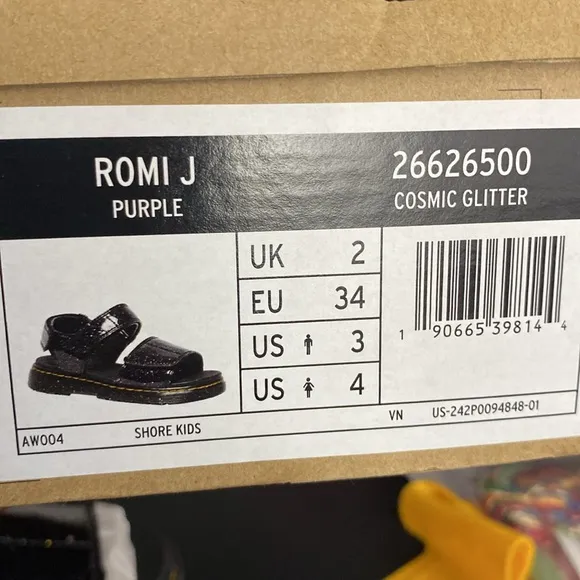 ROMI J
PURPLE
26626500
COSMIC GLITTER
UK 2
EU 34
US 3
US 4
1 90665 39814 4
AW004
SHORE KIDS
VN
US-242P0094848-01